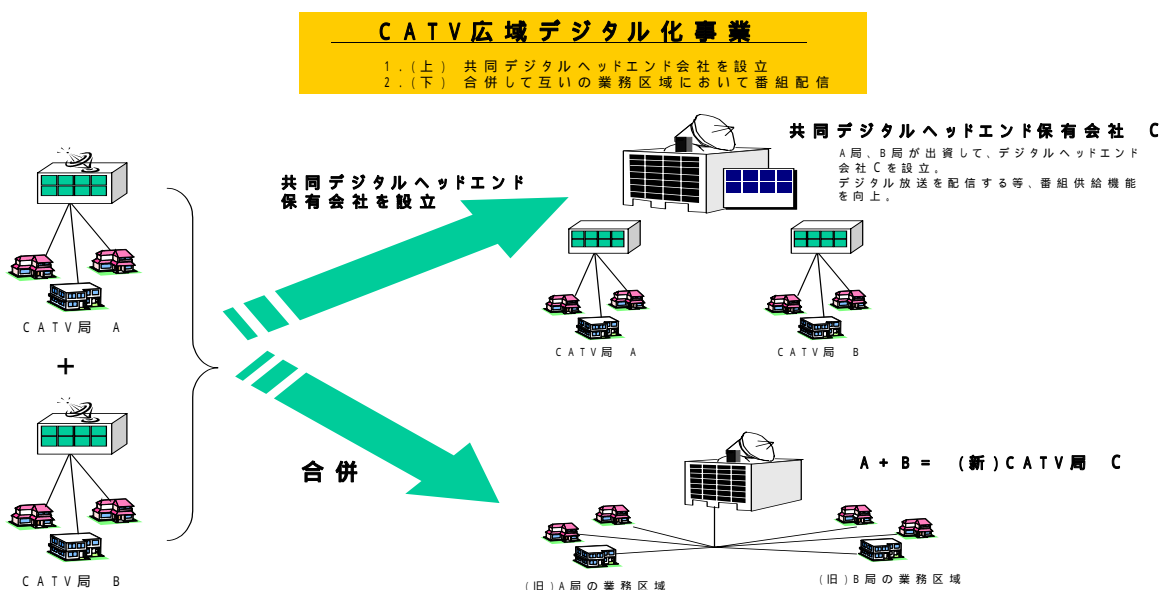 CATV広域デジタル化事業
1.(上) 共同デジタルヘッドエンド会社を設立
2.(下) 合併して互いの業務区域において番組配信
共同デジタルヘッドエンド保有会社 C
A局、B局が出資して、デジタルヘッドエンド
会社Cを設立。
デジタル放送を配信する等、番組供給機能
を向上。
共同デジタルヘッドエンド
保有会社を設立
CATV局 A
CATV局 A
CATV局 B
+
合併
A+B= (新)CATV局 C
CATV局 B
(旧)A局の業務区域
(旧)B局の業務区域